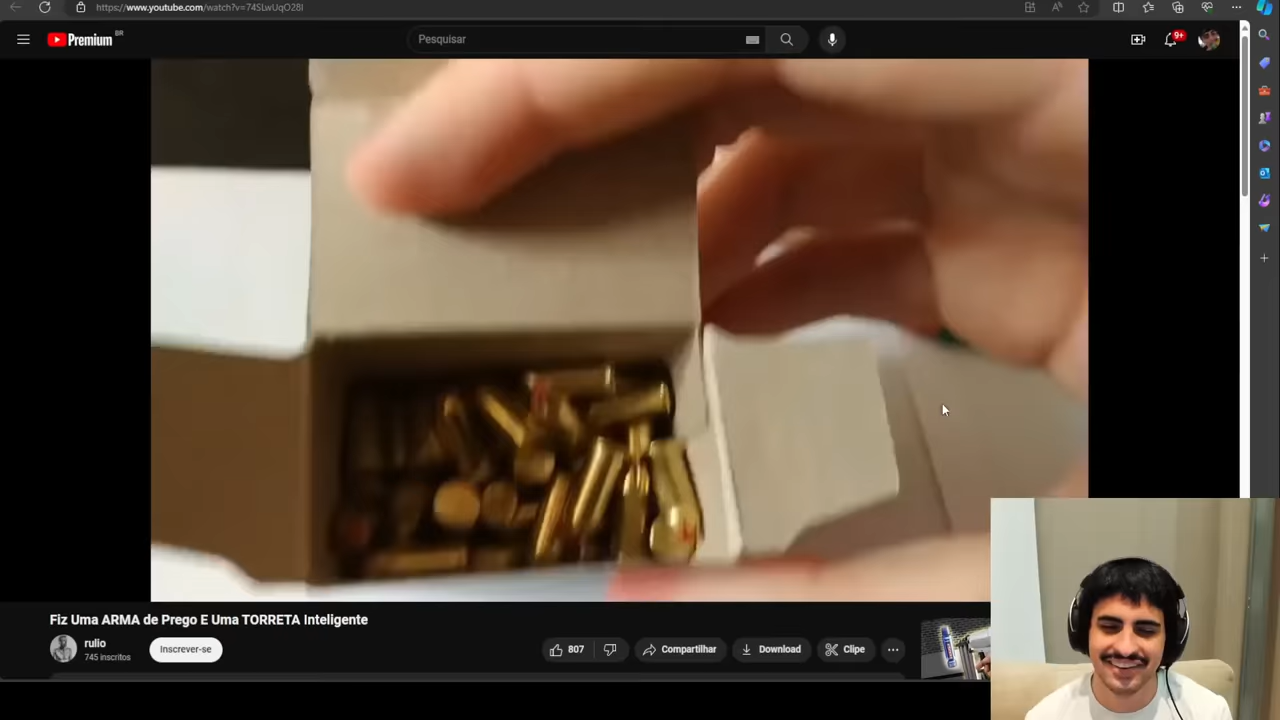 https://www.youtube.com/watch?v=74SLwUqO28I
Premium BR
Pesquisar
9+
Fiz Uma ARMA de Prego E Uma TORRETA Inteligente
rulio
745 inscritos
Inscrever-se
807
Compartilhar
Download
Clipe